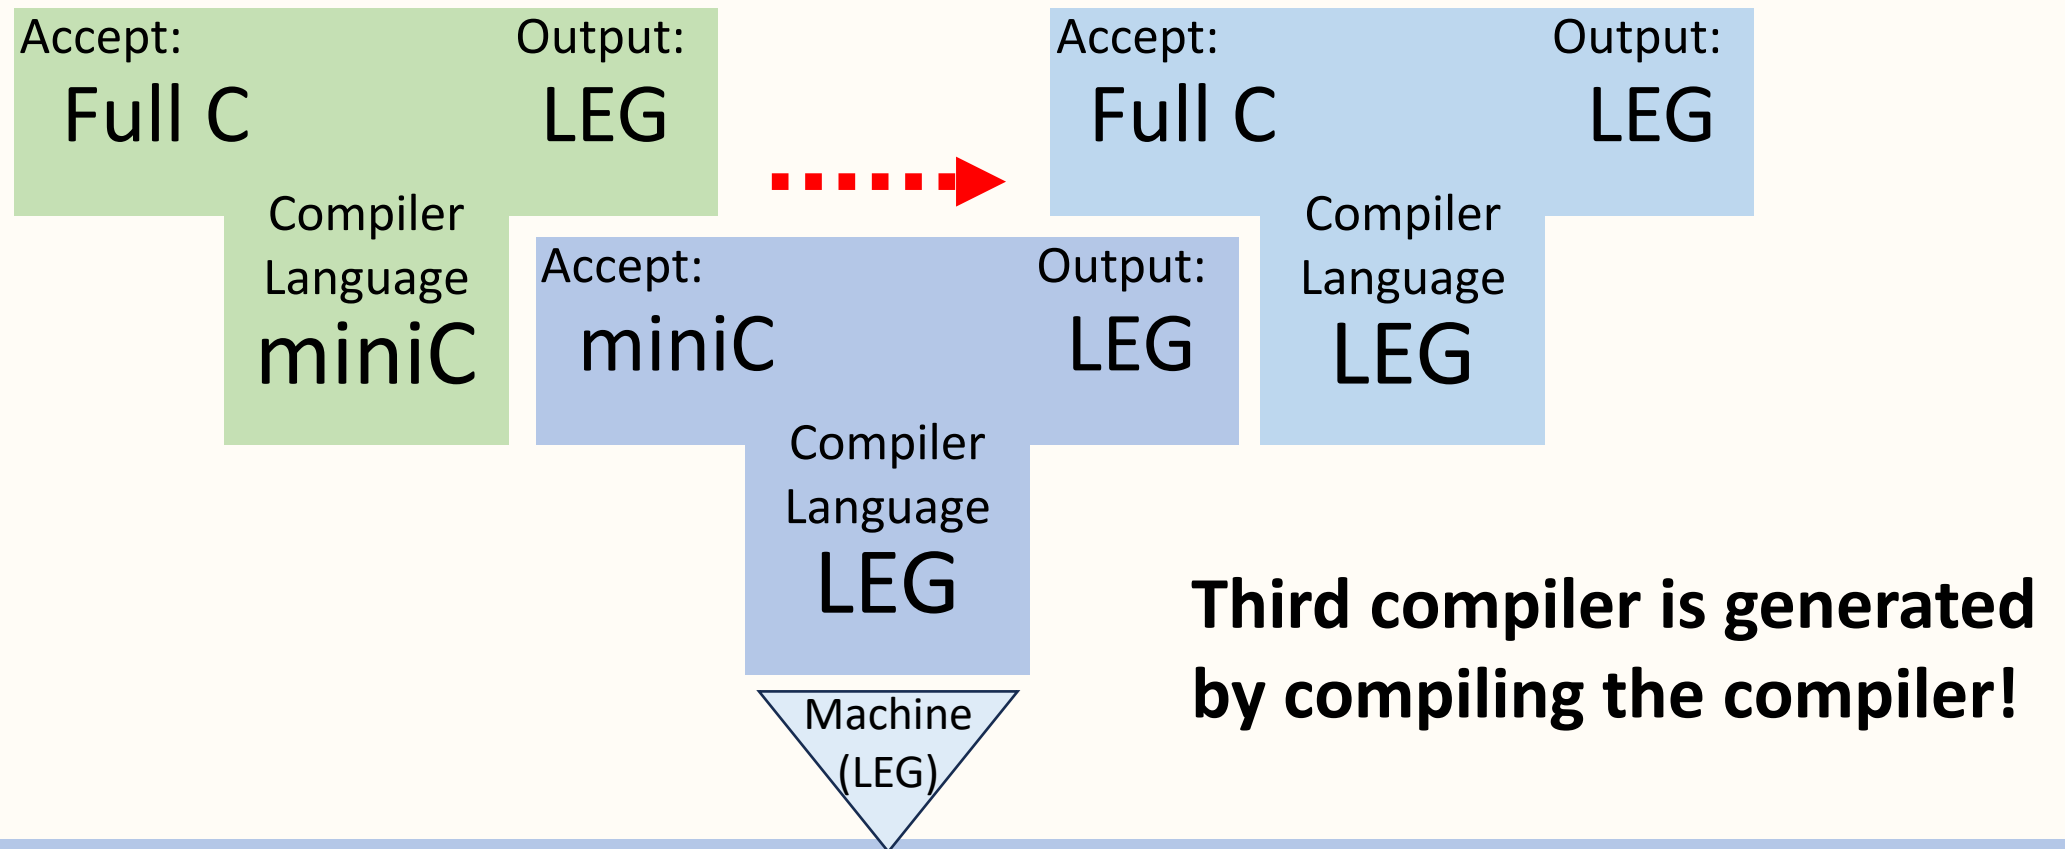 Accept:
Output:
Full C
LEG
Compiler
Language
miniC
Accept:
Output:
miniC
LEG
Compiler
Language
LEG
Machine
(LEG)
Accept:
Output:
Full C
LEG
Compiler
Language
LEG
Third compiler is generated
by compiling the compiler!